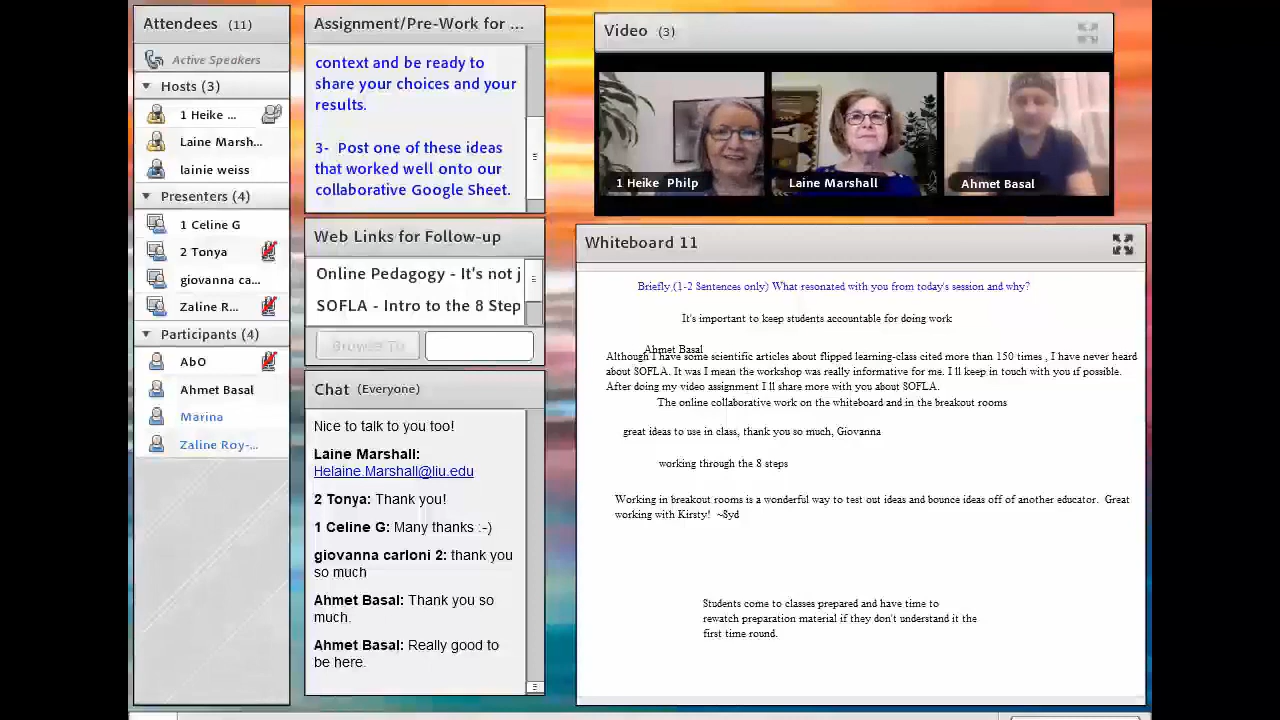 Attendees (11)
Active Speakers
Hosts (3)
1 Heike ...
Laine Marsh...
lainie weiss
Presenters (4)
1 Celine G
2 Tonya
giovanna ca...
Zaline R...
Participants (4)
AbO
Ahmet Basal
Marina
Zaline Roy-...
Assignment/Pre-Work for ...
context and be ready to
share your choices and your
results.
3- Post one of these ideas
that worked well onto our
collaborative Google Sheet.
Web Links for Follow-up
Online Pedagogy - It's not j
SOFLA - Intro to the 8 Step
Browse To
Chat (Everyone)
Nice to talk to you too!
Laine Marshall:
Helaine.Marshall@liu.edu
2 Tonya: Thank you!
1 Celine G: Many thanks :-)
giovanna carloni 2: thank you
so much
Ahmet Basal: Thank you so
much.
Ahmet Basal: Really good to
be here.
Video (3)
1 Heike Philp
Laine Marshall
Ahmet Basal
Whiteboard 11
Briefly,(1-2 Sentences only) What resonated with you from today's session and why?
It's important to keep students accountable for doing work
Ahmet Basal
Although I have some scientific articles about flipped learning-class cited more than 150 times , I have never heard
about SOFLA. It was I mean the workshop was really informative for me. I ll keep in touch with you if possible.
After doing my video assignment I ll share more with you about SOFLA.
The online collaborative work on the whiteboard and in the breakout rooms
great ideas to use in class, thank you so much, Giovanna
working through the 8 steps
Working in breakout rooms is a wonderful way to test out ideas and bounce ideas off of another educator. Great
working with Kirsty! ~Syd
Students come to classes prepared and have time to
rewatch preparation material if they don't understand it the
first time round.